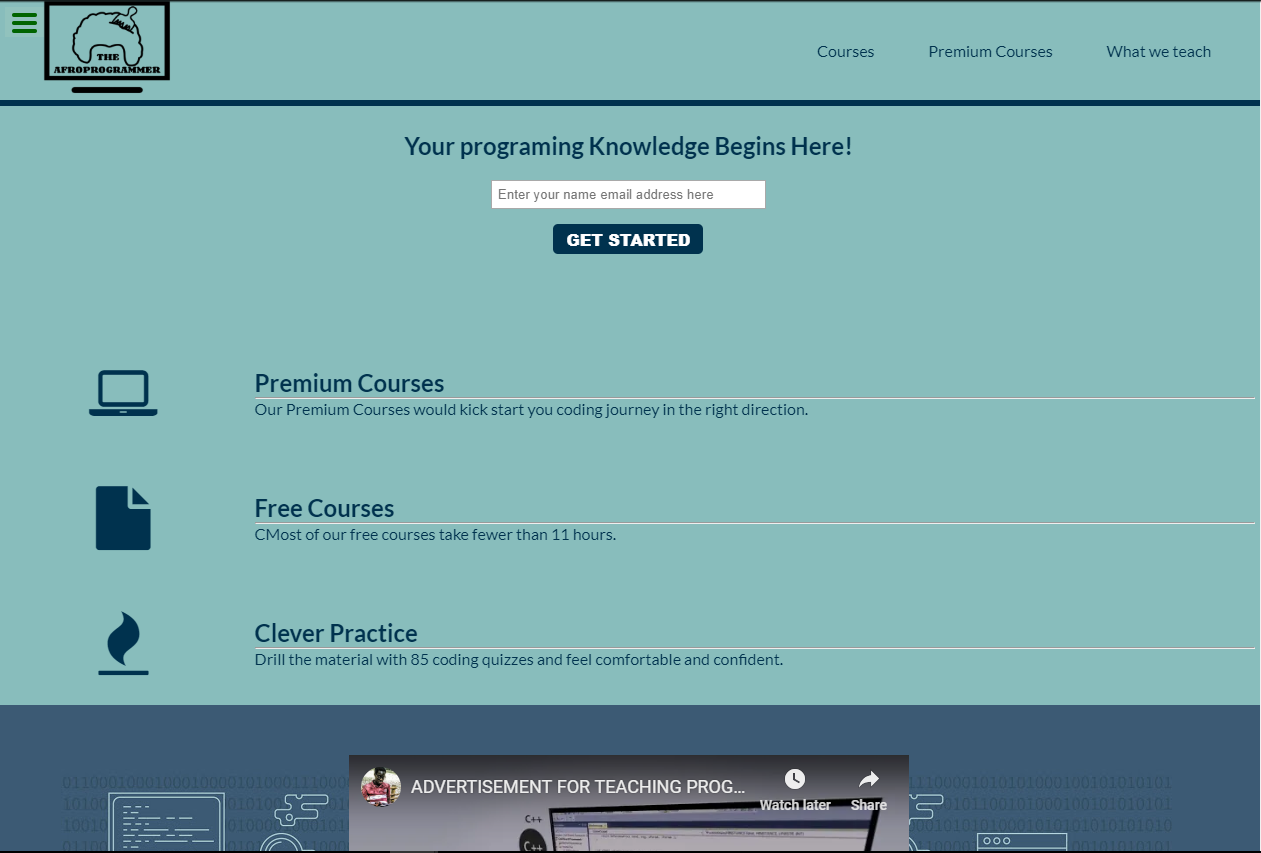 THE
AFROPROGRAMMER
Courses
Premium Courses
What we teach
Your programing Knowledge Begins Here!
Enter your name email address here
GET STARTED
Premium Courses
Our Premium Courses would kick start you coding journey in the right direction.
Free Courses
CMost of our free courses take fewer than 11 hours.
Clever Practice
Drill the material with 85 coding quizzes and feel comfortable and confident.
ADVERTISEMENT FOR TEACHING PROG...
Watch later
Share
C++